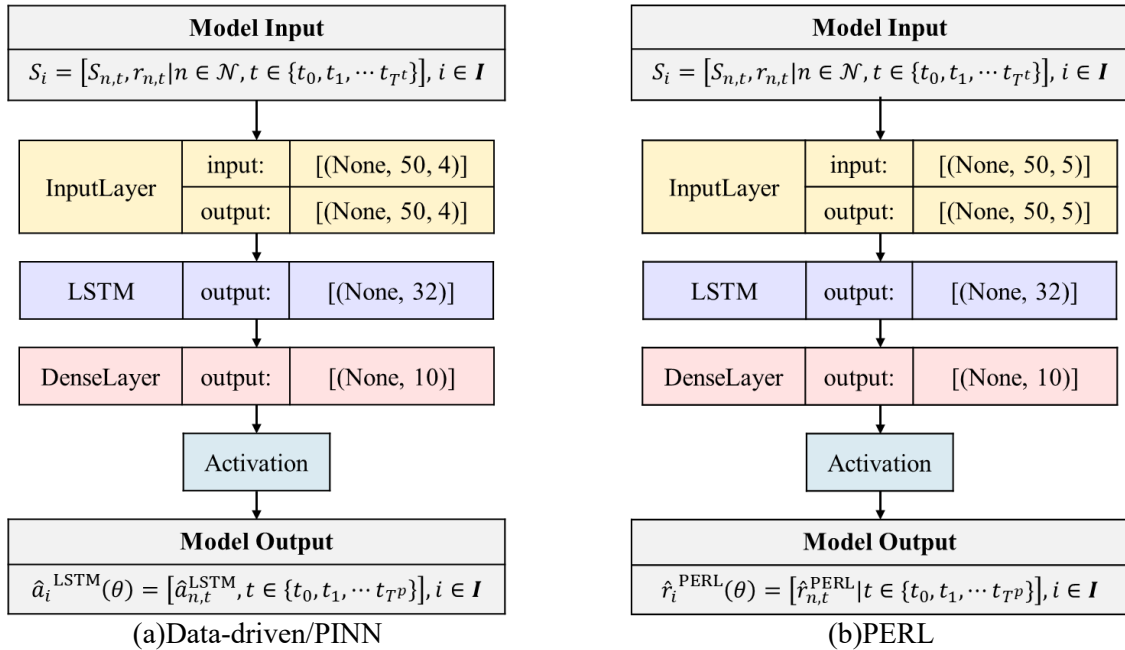 Model Input
S_i = [S_{n,t}, r_{n,t} | n ∈ 𝒩, t ∈ {t_0, t_1, ⋯ t_{T^t}}], i ∈ I
InputLayer
input: [(None, 50, 4)]
output: [(None, 50, 4)]
LSTM output: [(None, 32)]
DenseLayer output: [(None, 10)]
Activation
Model Output
â_i^{LSTM}(θ) = [â_{n,t}^{LSTM}, t ∈ {t_0, t_1, ⋯ t_{T^p}}], i ∈ I
(a)Data-driven/PINN
Model Input
S_i = [S_{n,t}, r_{n,t} | n ∈ 𝒩, t ∈ {t_0, t_1, ⋯ t_{T^t}}], i ∈ I
InputLayer
input: [(None, 50, 5)]
output: [(None, 50, 5)]
LSTM output: [(None, 32)]
DenseLayer output: [(None, 10)]
Activation
Model Output
r̂_i^{PERL}(θ) = [r̂_{n,t}^{PERL} | t ∈ {t_0, t_1, ⋯ t_{T^p}}], i ∈ I
(b)PERL